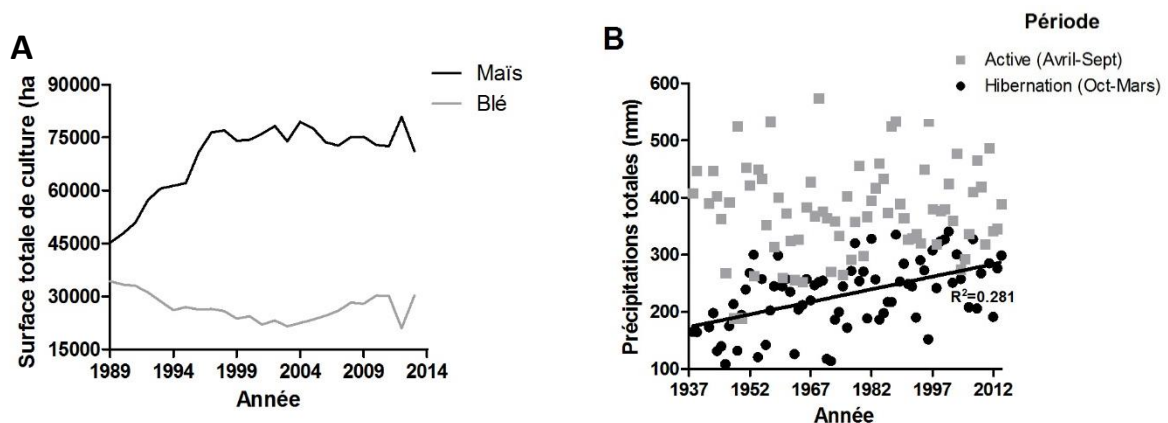 A
Surface totale de culture (ha
90000
75000
60000
45000
30000
15000
1989 1994 1999 2004 2009 2014
Année
Maïs
Blé
B
Période
Active (Avril-Sept)
Hibernation (Oct-Mars)
Précipitations totales (mm)
600
500
400
300
200
100
R²=0.281
1937 1952 1967 1982 1997 2012
Année